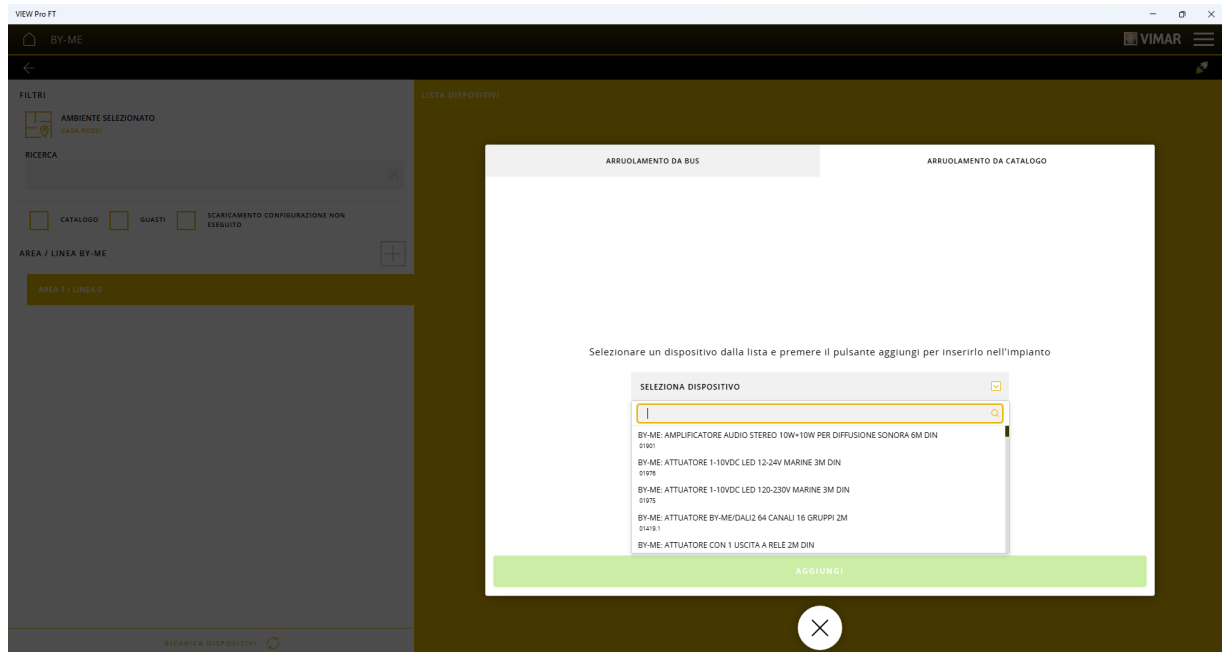 VIEW Pro FT
BY-ME
VIMAR
FILTRI
LISTA DISPOSITIVI
AMBIENTE SELEZIONATO
CASA ROSSI
RICERCA
CATALOGO
GUASTI
SCARICAMENTO CONFIGURAZIONE NON
ESEGUITO
AREA / LINEA BY-ME
AREA 1 / LINEA 0
RICARICA DISPOSITIVI
ARRUOLAMENTO DA BUS
ARRUOLAMENTO DA CATALOGO
Selezionare un dispositivo dalla lista e premere il pulsante aggiungi per inserirlo nell'impianto
SELEZIONA DISPOSITIVO
BY-ME: AMPLIFICATORE AUDIO STEREO 10W+10W PER DIFFUSIONE SONORA 6M DIN
01901
BY-ME: ATTUATORE 1-10VDC LED 12-24V MARINE 3M DIN
01976
BY-ME: ATTUATORE 1-10VDC LED 120-230V MARINE 3M DIN
01975
BY-ME: ATTUATORE BY-ME/DALI2 64 CANALI 16 GRUPPI 2M
01419.1
BY-ME: ATTUATORE CON 1 USCITA A RELÈ 2M DIN
AGGIUNGI